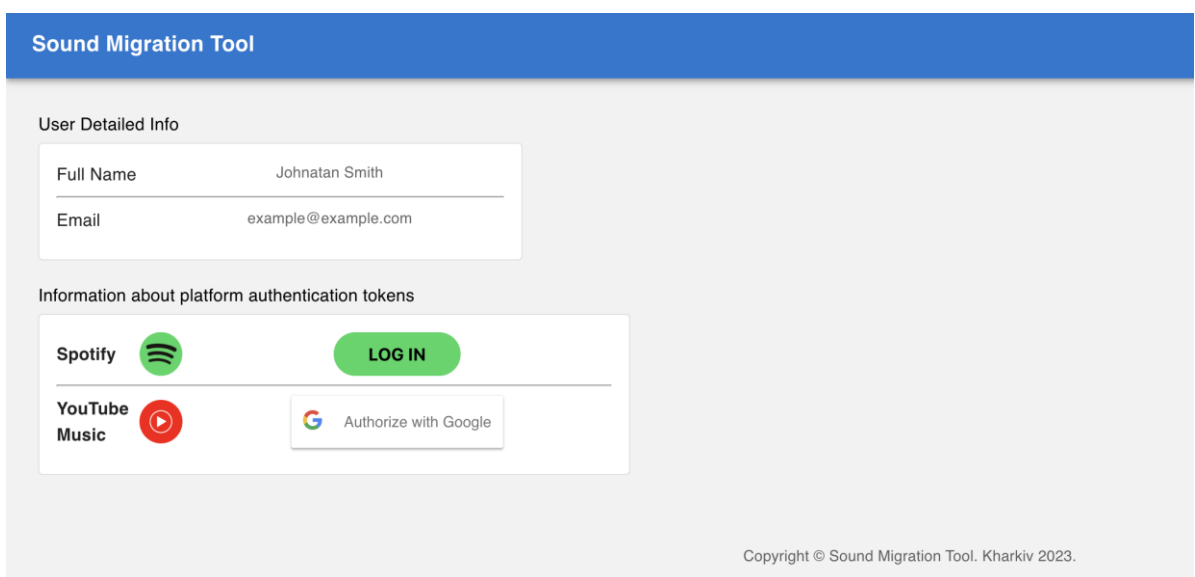 Sound Migration Tool
User Detailed Info
Full Name Johnatan Smith
Email example@example.com
Information about platform authentication tokens
Spotify LOG IN
YouTube
Music
Authorize with Google
Copyright © Sound Migration Tool. Kharkiv 2023.